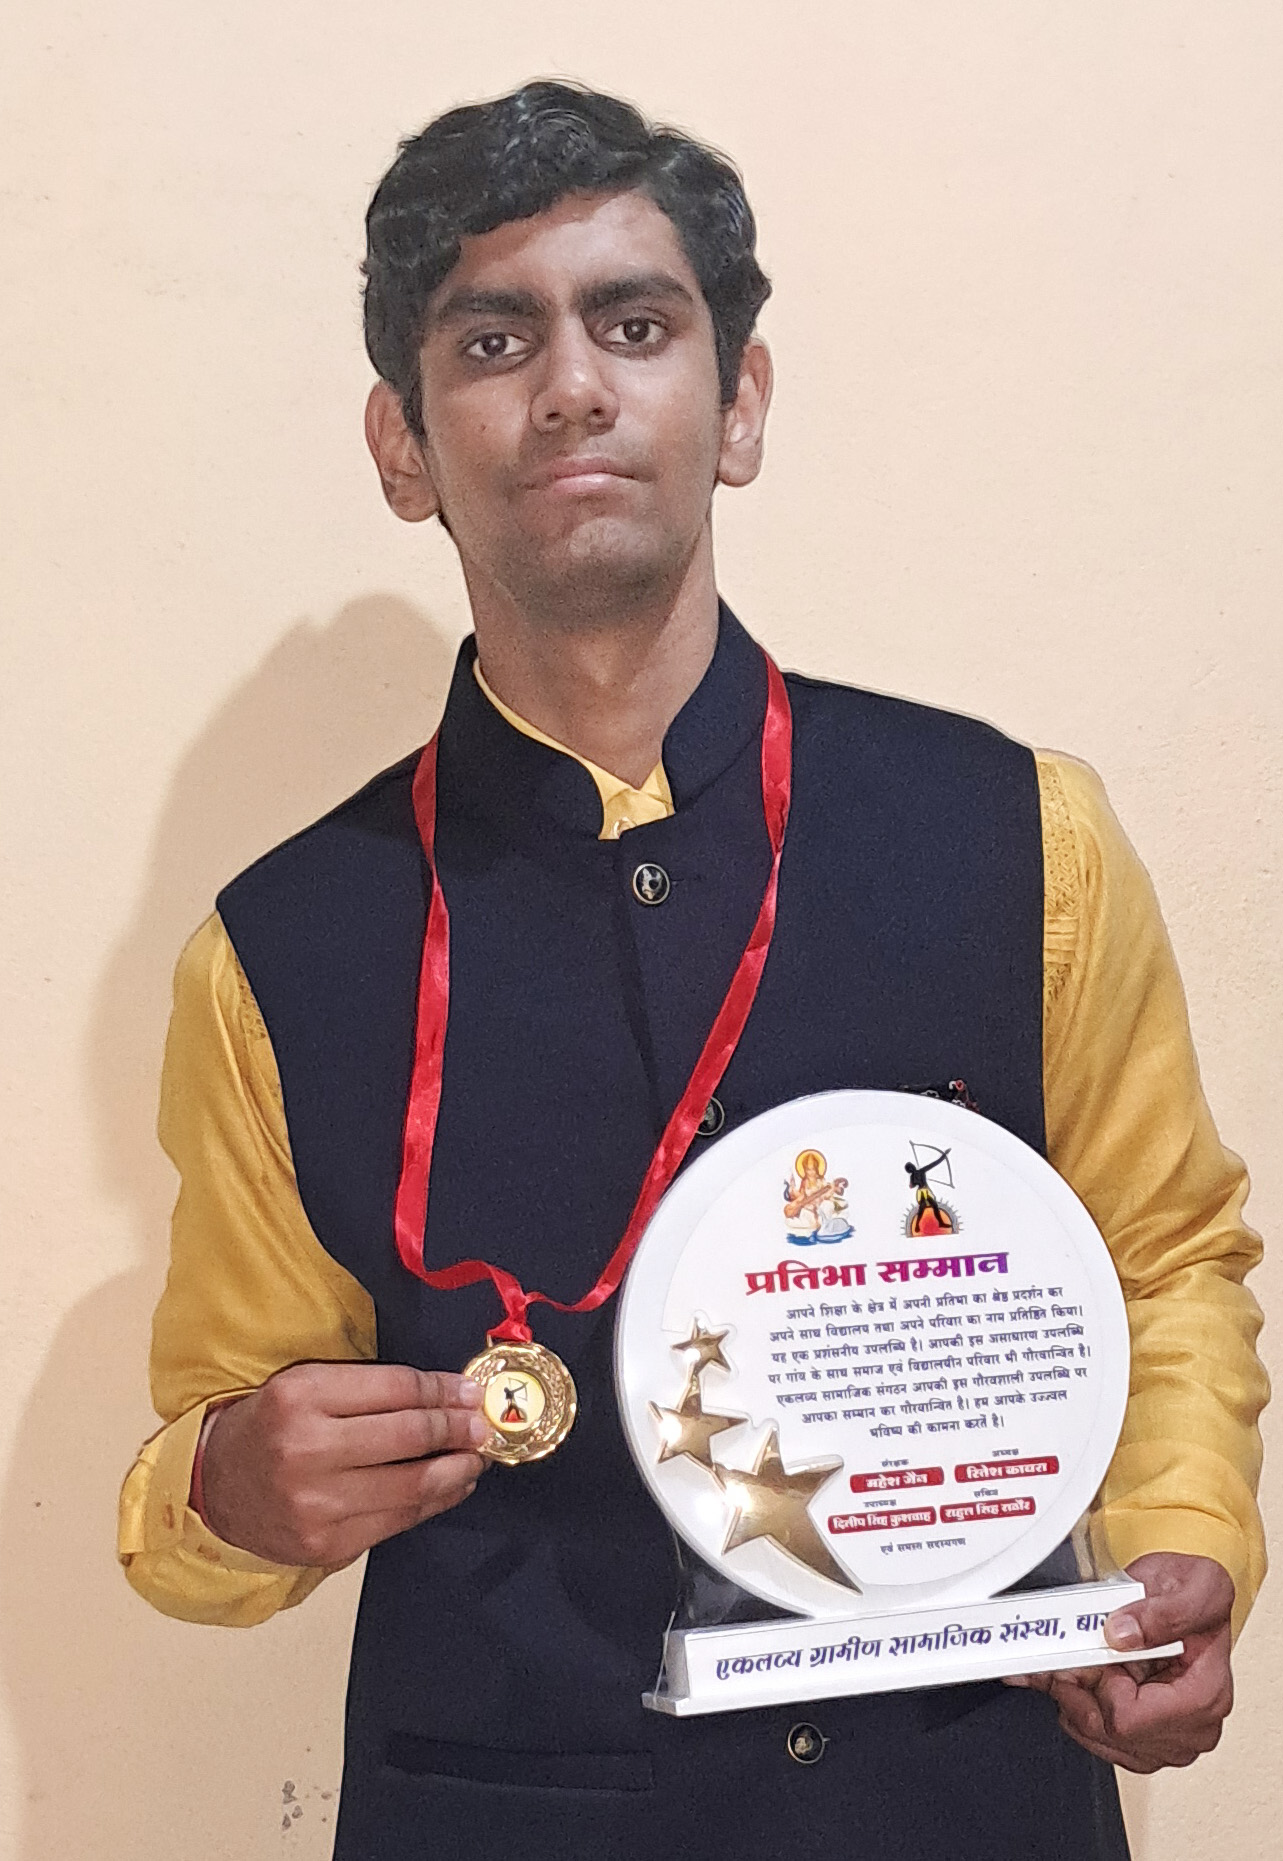 प्रतिभा सम्मान
आपने शिक्षा के क्षेत्र में अपनी प्रतिभा का श्रेष्ठ प्रदर्शन कर
अपने साथ विद्यालय तथा अपने परिवार का नाम प्रतिष्ठित किया।
यह एक प्रशंसनीय उपलब्धि है। आपकी इस असाधारण उपलब्धि
पर गांव के साथ समाज एवं विद्यालयीन परिवार भी गौरवान्वित है।
एकलव्य सामाजिक संगठन आपकी इस गौरवशाली उपलब्धि पर
आपका सम्मान कर गौरवान्वित है। हम आपके उज्ज्वल
भविष्य की कामना करते है।
संरक्षक अध्यक्ष
महेश जैन रितेश कावरा
उपाध्यक्ष सचिव
दिलीप सिंह कुशवाह राहुल सिंह राठौर
एवं समस्त सदस्यगण
एकलव्य ग्रामीण सामाजिक संस्था,